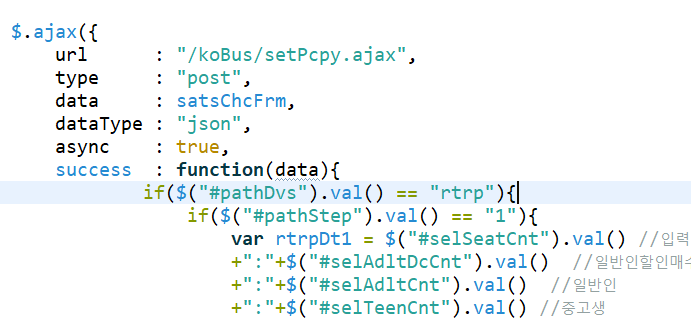 $.ajax({
url : "/koBus/setPcpy.ajax",
type : "post",
data : satsChcFrm,
dataType : "json",
async : true,
success : function(data){
if($("#pathDvs").val() == "rtrp"){
if($("#pathStep").val() == "1"){
var rtrpDt1 = $("#selSeatCnt").val() //입력
+":"+$("#selAdltDcCnt").val() //일반인할인매수
+":"+$("#selAdltCnt").val() //일반인
+":"+$("#selTeenCnt").val() //중고생